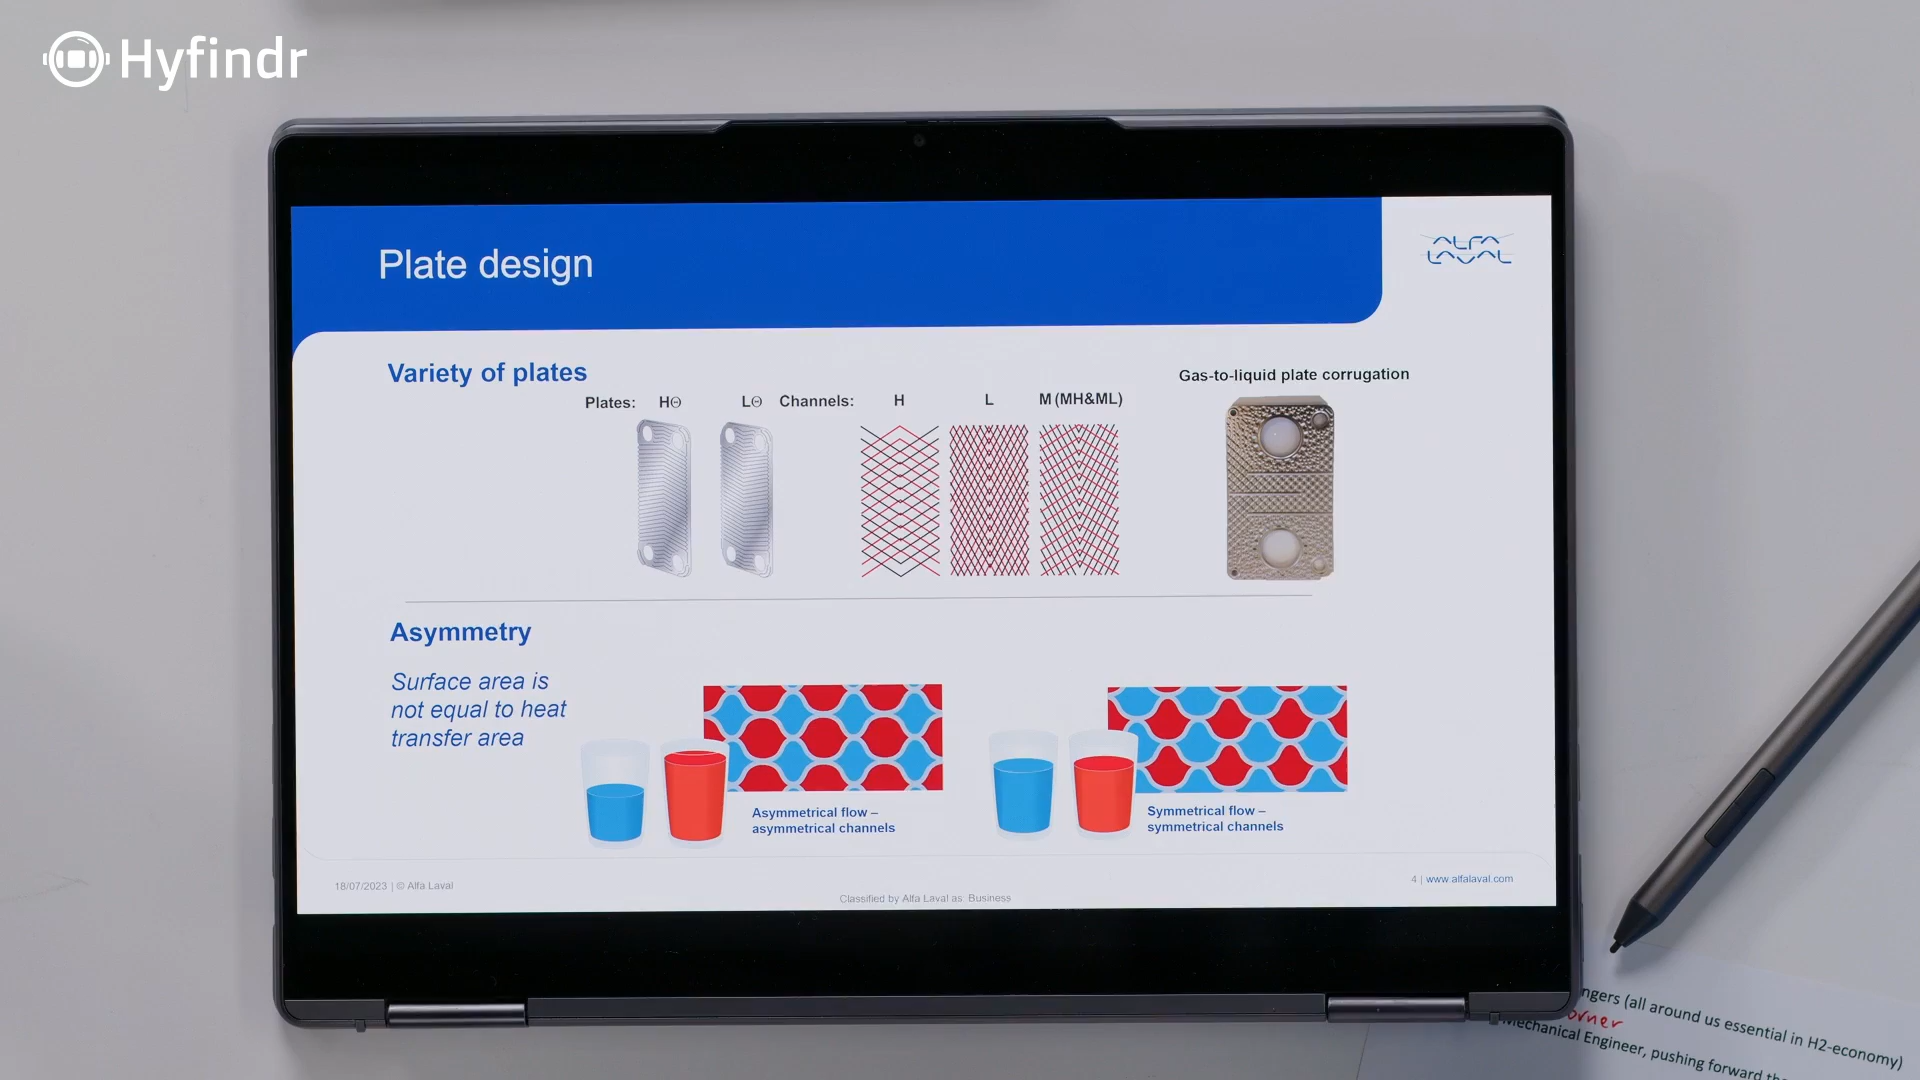 Hyfindr
Plate design
ALFA
LAVAL
Variety of plates
Plates: HΘ LΘ Channels: H L M (MH&ML)
Gas-to-liquid plate corrugation
Asymmetry
Surface area is
not equal to heat
transfer area
Asymmetrical flow –
asymmetrical channels
Symmetrical flow –
symmetrical channels
18/07/2023 | © Alfa Laval
Classified by Alfa Laval as: Business
4 | www.alfalaval.com
ngers (all around us essential in H2-economy)
orner
Mechanical Engineer, pushing forward